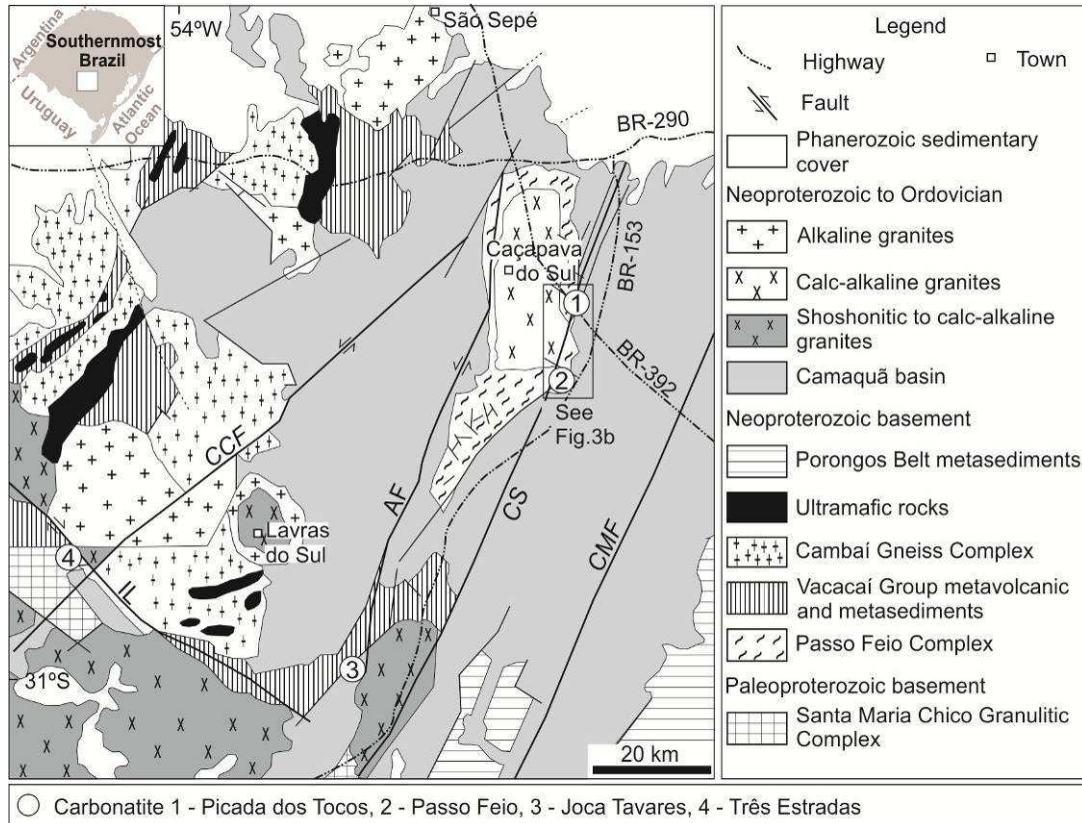 Argentina
Southernmost
Brazil
Uruguay
Atlantic
Ocean
54ºW
São Sepé
BR-290
Caçapava
do Sul
BR-153
1
BR-392
2
See
Fig.3b
CCF
AF
CS
CMF
Lavras
do Sul
4
IL
3
31ºS
20 km
Legend
Highway
Town
Fault
Phanerozoic sedimentary
cover
Neoproterozoic to Ordovician
Alkaline granites
Calc-alkaline granites
Shoshonitic to calc-alkaline
granites
Camaquã basin
Neoproterozoic basement
Porongos Belt metasediments
Ultramafic rocks
Cambaí Gneiss Complex
Vacacaí Group metavolcanic
and metasediments
Passo Feio Complex
Paleoproterozoic basement
Santa Maria Chico Granulitic
Complex
Carbonatite 1 - Picada dos Tocos, 2 - Passo Feio, 3 - Joca Tavares, 4 - Três Estradas